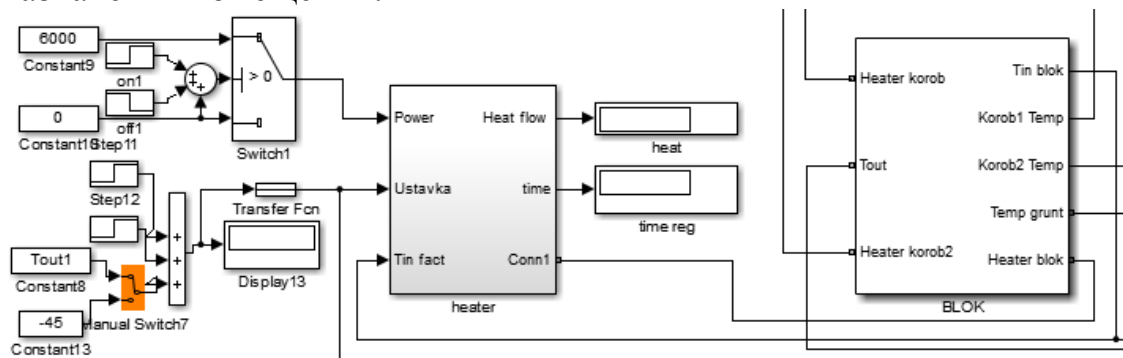 6000
Constant9
on1
> 0
0
off1
Constant10
Step11
Switch1
Step12
Transfer Fcn
Tout1
Constant8
Display13
-45
Manual Switch7
Constant13
Power
Heat flow
Ustavka
time
Tin fact
Conn1
heater
heat
time reg
Heater korob
Tin blok
Korob1 Temp
Tout
Korob2 Temp
Temp grunt
Heater korob2
Heater blok
BLOK